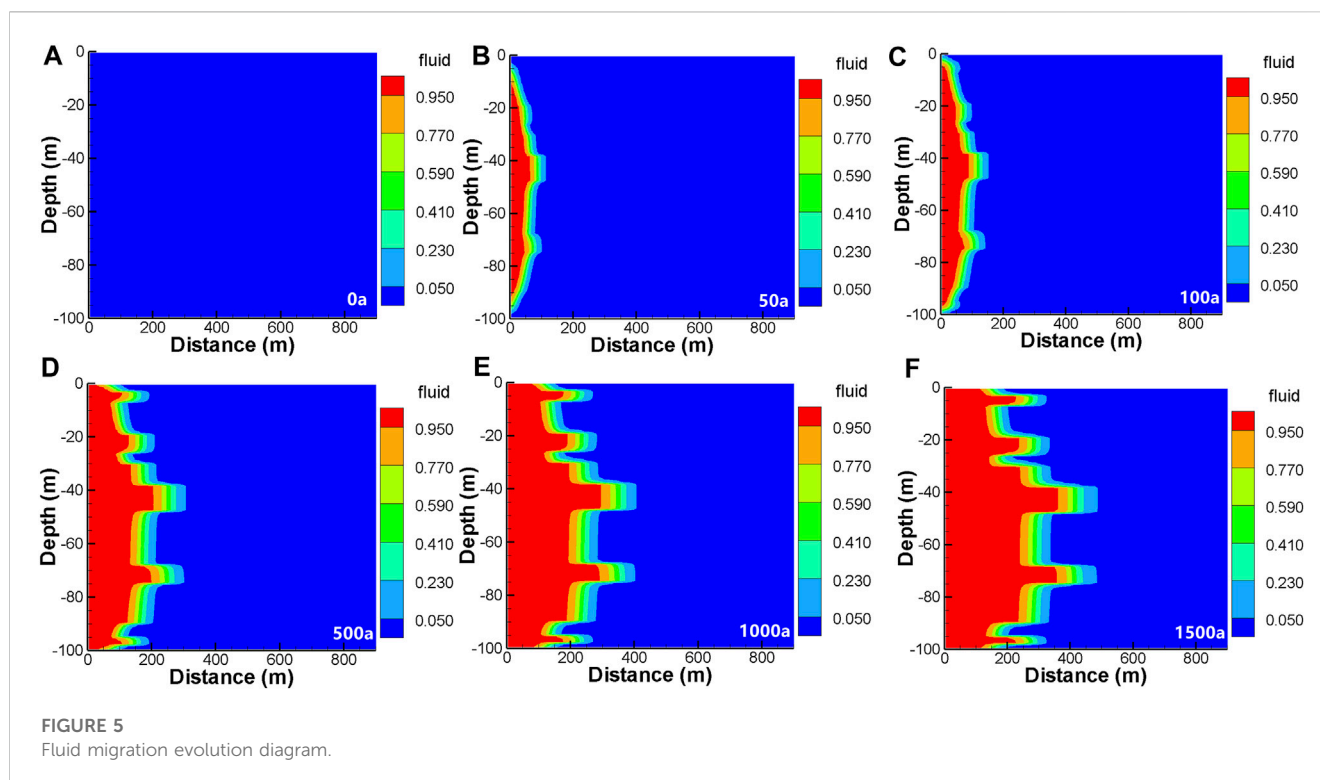 A
0
-20
-40
-60
-80
-100
Depth (m)
0 200 400 600 800
Distance (m)
0a
fluid
0.950
0.770
0.590
0.410
0.230
0.050
B
0
-20
-40
-60
-80
-100
Depth (m)
0 200 400 600 800
Distance (m)
50a
fluid
0.950
0.770
0.590
0.410
0.230
0.050
C
0
-20
-40
-60
-80
-100
Depth (m)
0 200 400 600 800
Distance (m)
100a
fluid
0.950
0.770
0.590
0.410
0.230
0.050
D
0
-20
-40
-60
-80
-100
Depth (m)
0 200 400 600 800
Distance (m)
500a
fluid
0.950
0.770
0.590
0.410
0.230
0.050
E
0
-20
-40
-60
-80
-100
Depth (m)
0 200 400 600 800
Distance (m)
1000a
fluid
0.950
0.770
0.590
0.410
0.230
0.050
F
0
-20
-40
-60
-80
-100
Depth (m)
0 200 400 600 800
Distance (m)
1500a
fluid
0.950
0.770
0.590
0.410
0.230
0.050
FIGURE 5
Fluid migration evolution diagram.